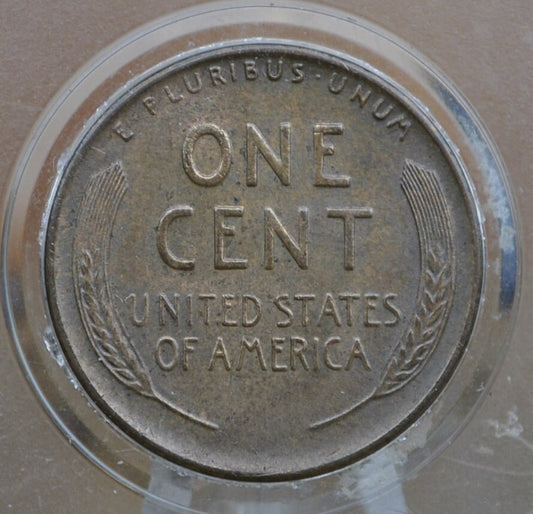 E · PLURIBUS · UNUM
ONE
CENT
UNITED·STATES
OF AMERICA